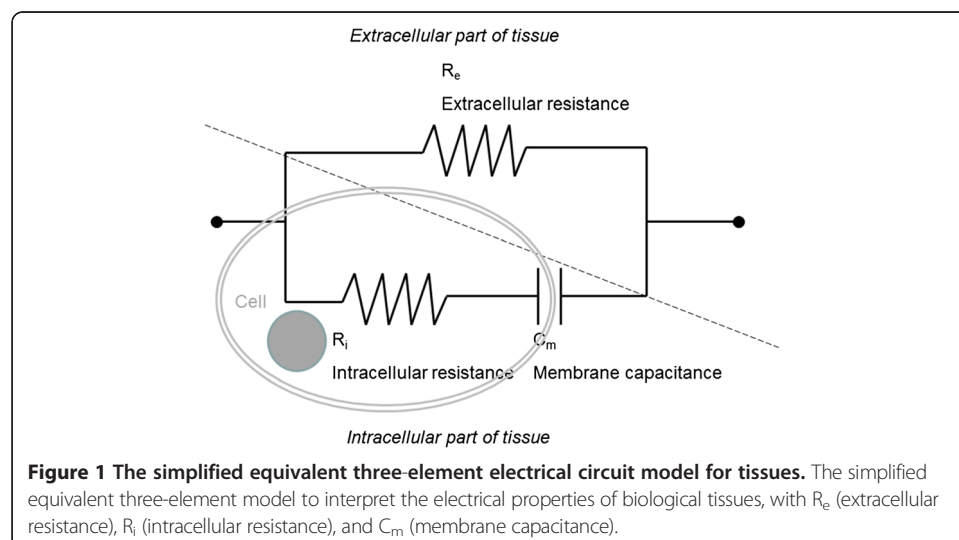 Extracellular part of tissue
Re
Extracellular resistance
Cell
Ri
Cm
Intracellular resistance
Membrane capacitance
Intracellular part of tissue
Figure 1 The simplified equivalent three-element electrical circuit model for tissues. The simplified
equivalent three-element model to interpret the electrical properties of biological tissues, with Re (extracellular
resistance), Ri (intracellular resistance), and Cm (membrane capacitance).